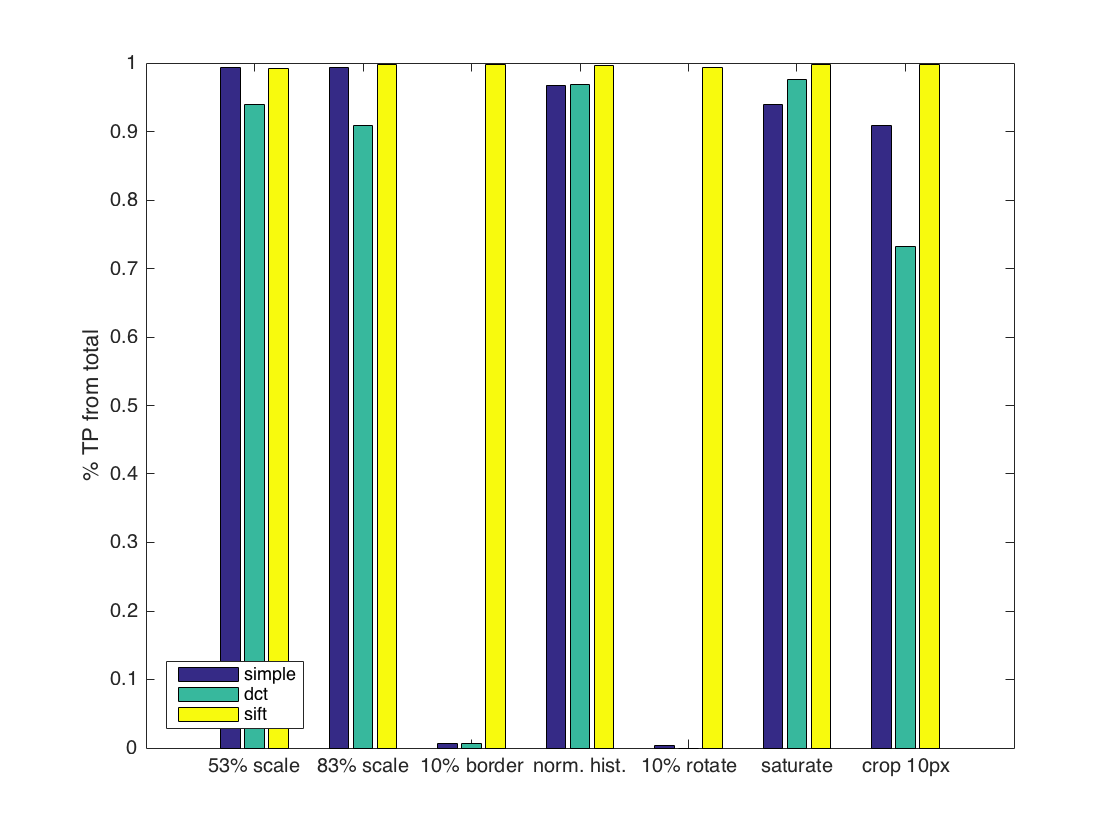 % TP from total
1
0.9
0.8
0.7
0.6
0.5
0.4
0.3
0.2
0.1
0
simple
dct
sift
53% scale 83% scale 10% border norm. hist. 10% rotate saturate crop 10px